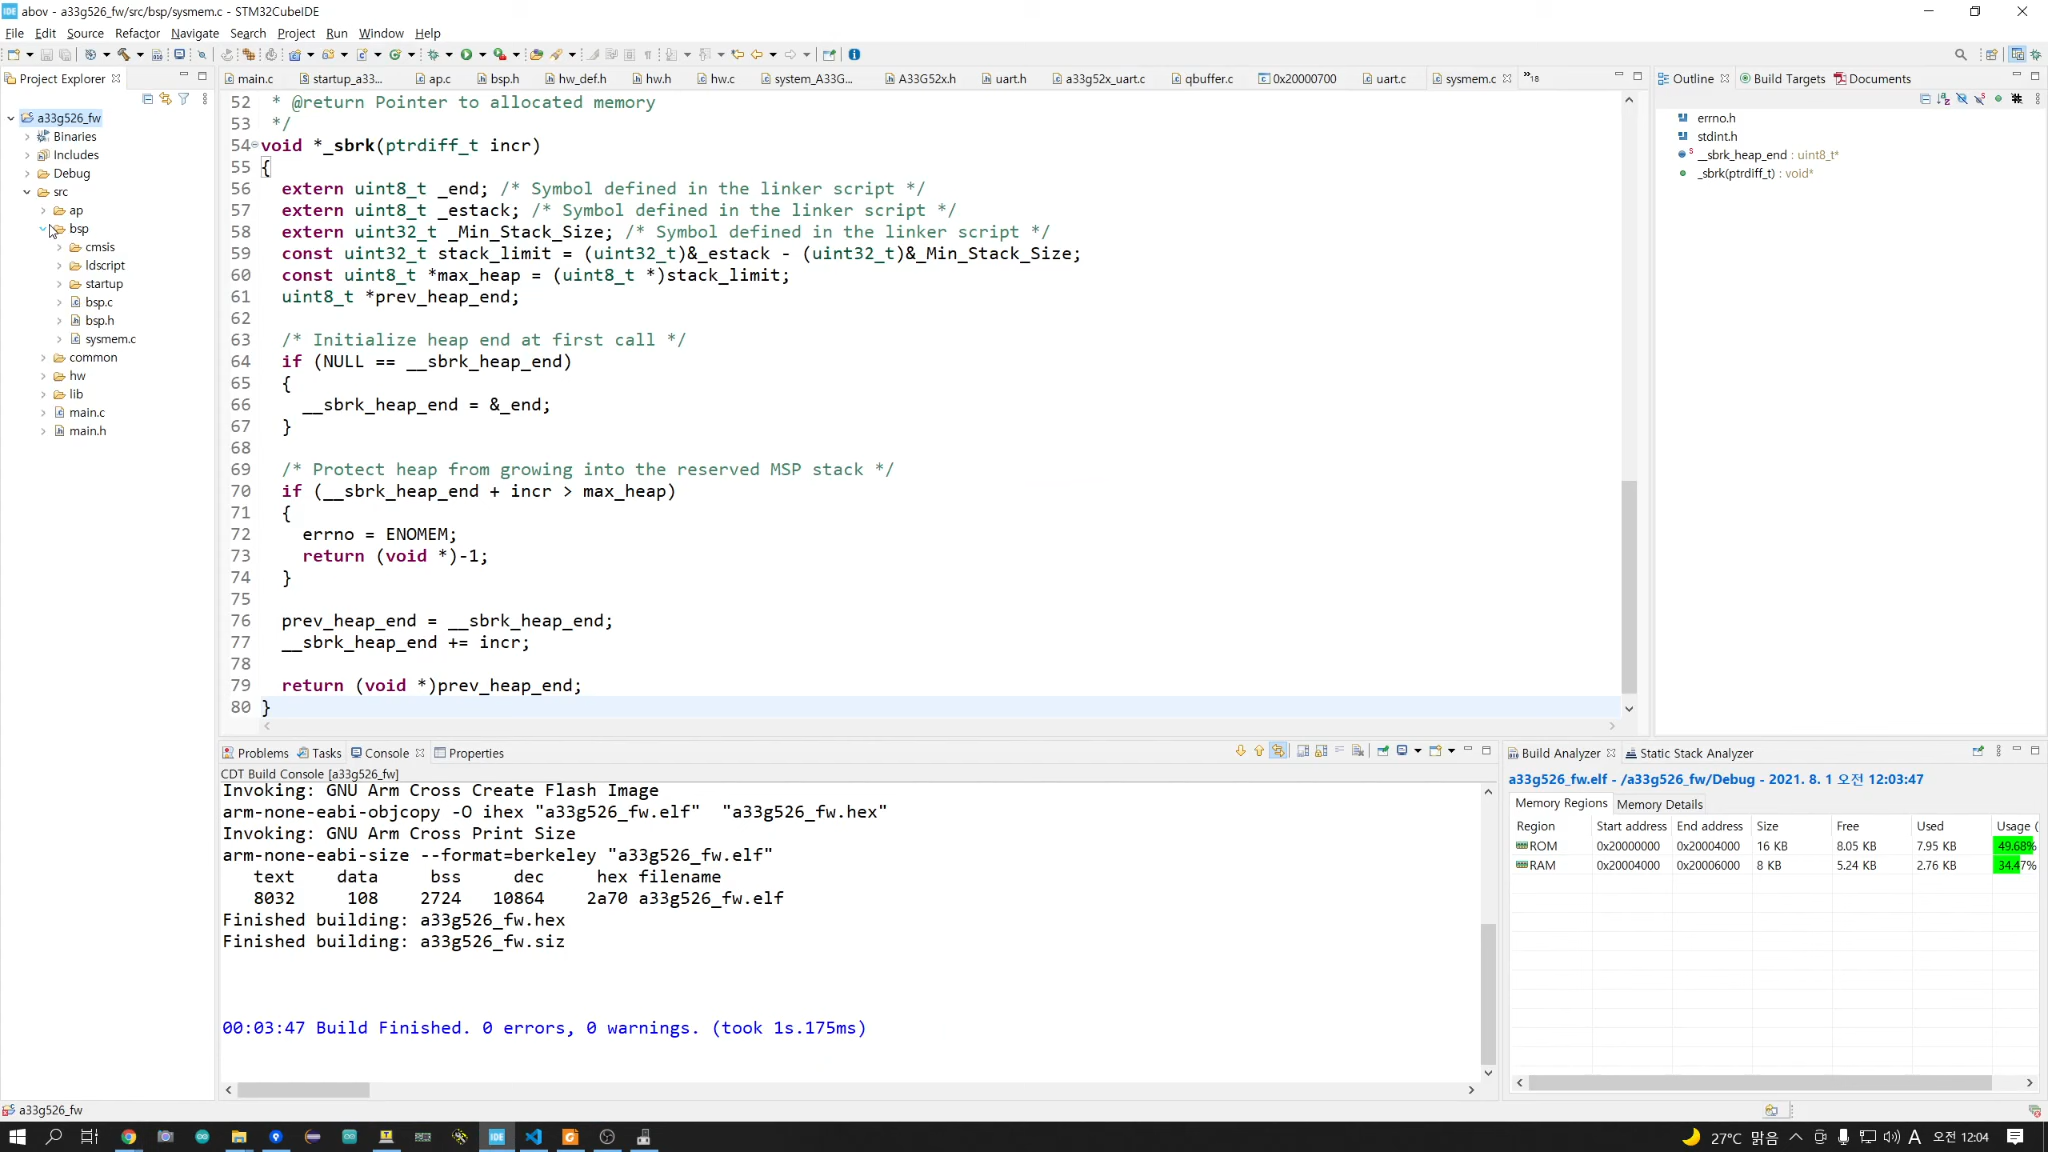 abov - a33g526_fw/src/bsp/sysmem.c - STM32CubeIDE
File Edit Source Refactor Navigate Search Project Run Window Help
Project Explorer
a33g526_fw
Binaries
Includes
Debug
src
ap
bsp
cmsis
ldscript
startup
bsp.c
bsp.h
sysmem.c
common
hw
lib
main.c
main.h
main.c startup_a33... ap.c bsp.h hw_def.h hw.h hw.c system_A33G... A33G52x.h uart.h a33g52x_uart.c qbuffer.c 0x20000700 uart.c sysmem.c »18
52 * @return Pointer to allocated memory
53 */
54 void *_sbrk(ptrdiff_t incr)
55 {
56 extern uint8_t _end; /* Symbol defined in the linker script */
57 extern uint8_t _estack; /* Symbol defined in the linker script */
58 extern uint32_t _Min_Stack_Size; /* Symbol defined in the linker script */
59 const uint32_t stack_limit = (uint32_t)&_estack - (uint32_t)&_Min_Stack_Size;
60 const uint8_t *max_heap = (uint8_t *)stack_limit;
61 uint8_t *prev_heap_end;
62
63 /* Initialize heap end at first call */
64 if (NULL == __sbrk_heap_end)
65 {
66 __sbrk_heap_end = &_end;
67 }
68
69 /* Protect heap from growing into the reserved MSP stack */
70 if (__sbrk_heap_end + incr > max_heap)
71 {
72 errno = ENOMEM;
73 return (void *)-1;
74 }
75
76 prev_heap_end = __sbrk_heap_end;
77 __sbrk_heap_end += incr;
78
79 return (void *)prev_heap_end;
80 }
Outline Build Targets Documents
errno.h
stdint.h
__sbrk_heap_end : uint8_t*
_sbrk(ptrdiff_t) : void*
Problems Tasks Console Properties
CDT Build Console [a33g526_fw]
Invoking: GNU Arm Cross Create Flash Image
arm-none-eabi-objcopy -O ihex "a33g526_fw.elf" "a33g526_fw.hex"
Invoking: GNU Arm Cross Print Size
arm-none-eabi-size --format=berkeley "a33g526_fw.elf"
text data bss dec hex filename
8032 108 2724 10864 2a70 a33g526_fw.elf
Finished building: a33g526_fw.hex
Finished building: a33g526_fw.siz
00:03:47 Build Finished. 0 errors, 0 warnings. (took 1s.175ms)
Build Analyzer Static Stack Analyzer
a33g526_fw.elf - /a33g526_fw/Debug - 2021. 8. 1 오전 12:03:47
Memory Regions Memory Details
Region Start address End address Size Free Used Usage (
ROM 0x20000000 0x20004000 16 KB 8.05 KB 7.95 KB 49.68%
RAM 0x20004000 0x20006000 8 KB 5.24 KB 2.76 KB 34.47%
a33g526_fw
IDE
27°C 맑음 A 오전 12:04